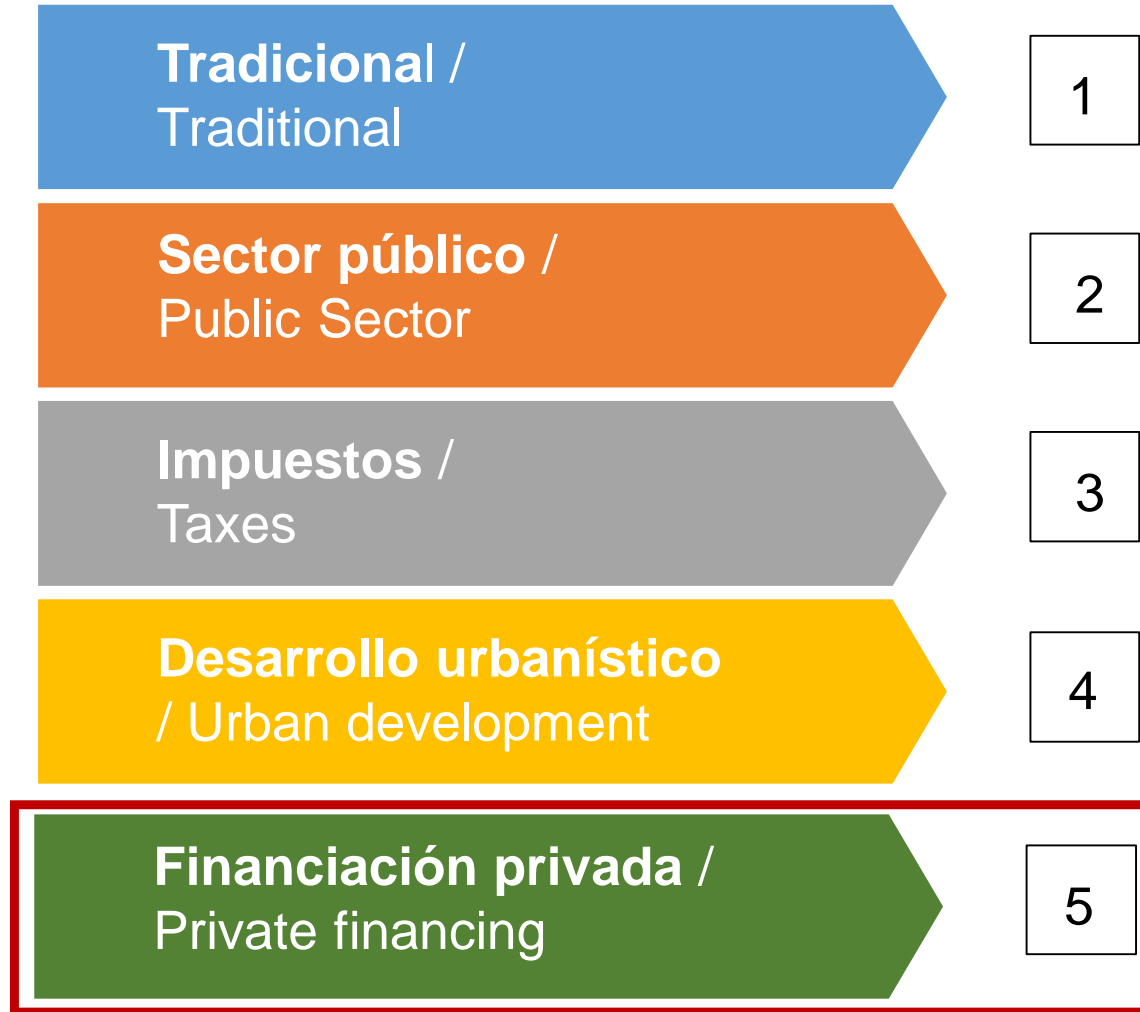 Tradicional /
Traditional
1
Sector público /
Public Sector
2
Impuestos /
Taxes
3
Desarrollo urbanístico
/ Urban development
4
Financiación privada /
Private financing
5